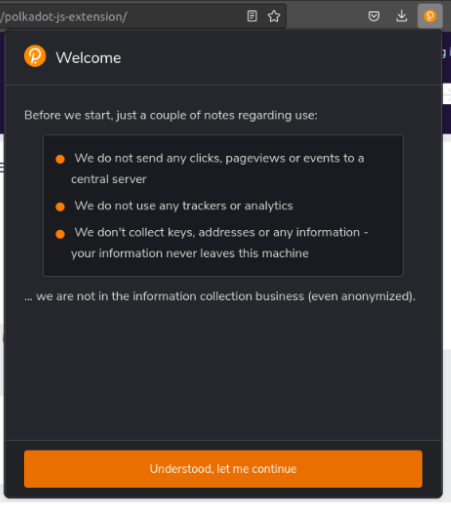 /polkadot-js-extension/
Welcome
Before we start, just a couple of notes regarding use:
We do not send any clicks, pageviews or events to a
central server
We do not use any trackers or analytics
We don't collect keys, addresses or any information -
your information never leaves this machine
... we are not in the information collection business (even anonymized).
Understood, let me continue